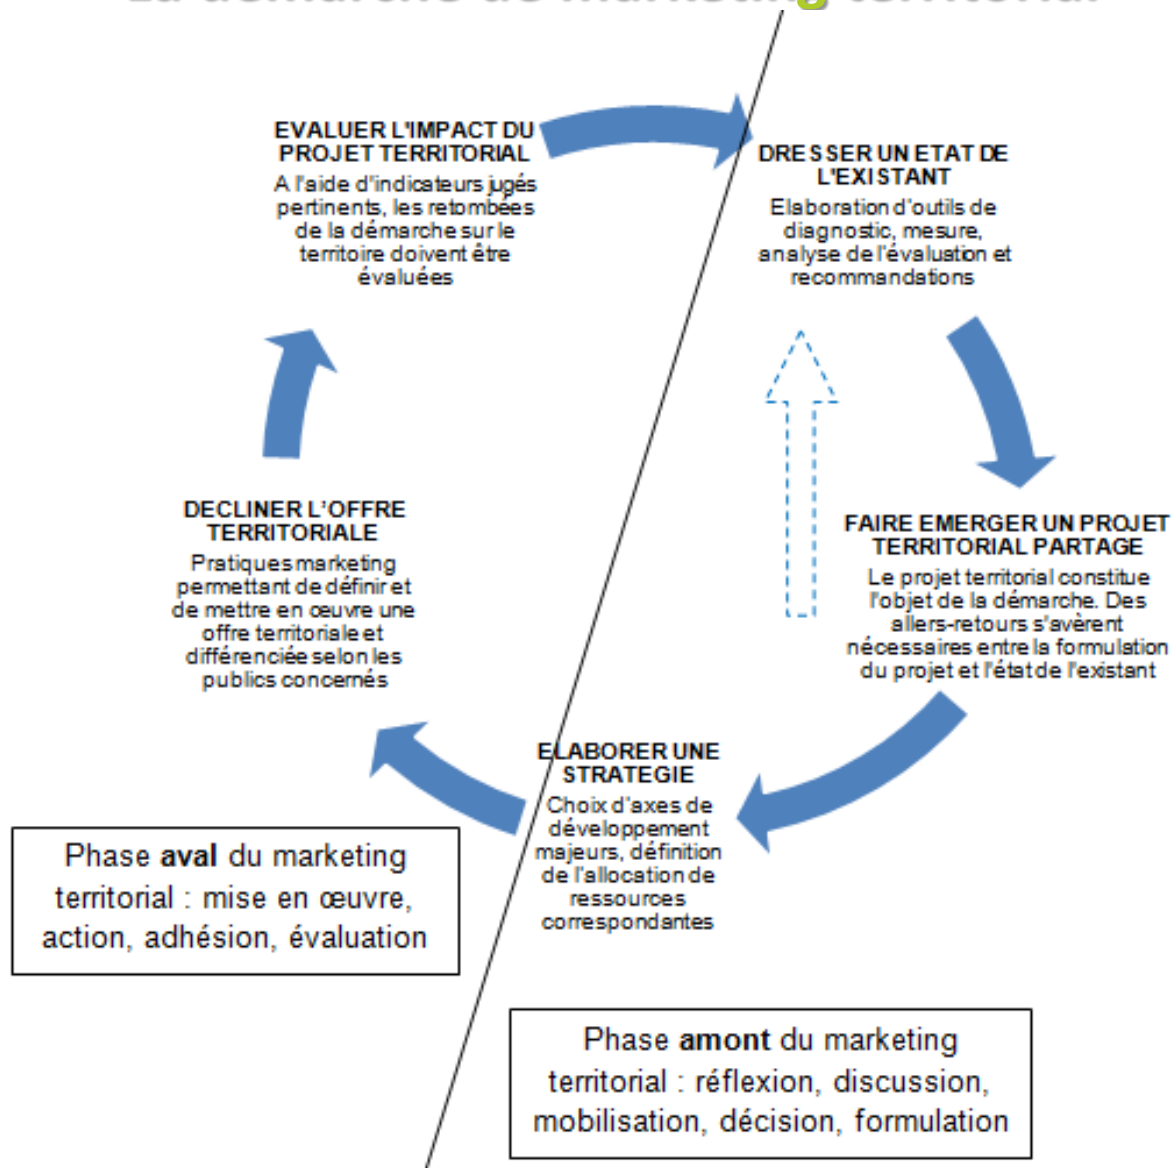 La démarche de marketing territorial
EVALUER L'IMPACT DU
PROJET TERRITORIAL
A l'aide d'indicateurs jugés
pertinents, les retombées
de la démarche sur le
territoire doivent être
évaluées
DRESSER UN ETAT DE
L'EXISTANT
Elaboration d'outils de
diagnostic, mesure,
analyse de l'évaluation et
recommandations
DECLINER L'OFFRE
TERRITORIALE
Pratiques marketing
permettant de définir et
de mettre en œuvre une
offre territoriale et
différenciée selon les
publics concernés
FAIRE EMERGER UN PROJET
TERRITORIAL PARTAGE
Le projet territorial constitue
l'objet de la démarche. Des
allers-retours s'avèrent
nécessaires entre la formulation
du projet et l'état de l'existant
ELABORER UNE
STRATEGIE
Choix d'axes de
développement
majeurs, définition
de l'allocation de
ressources
correspondantes
Phase aval du marketing
territorial : mise en œuvre,
action, adhésion, évaluation
Phase amont du marketing
territorial : réflexion, discussion,
mobilisation, décision, formulation